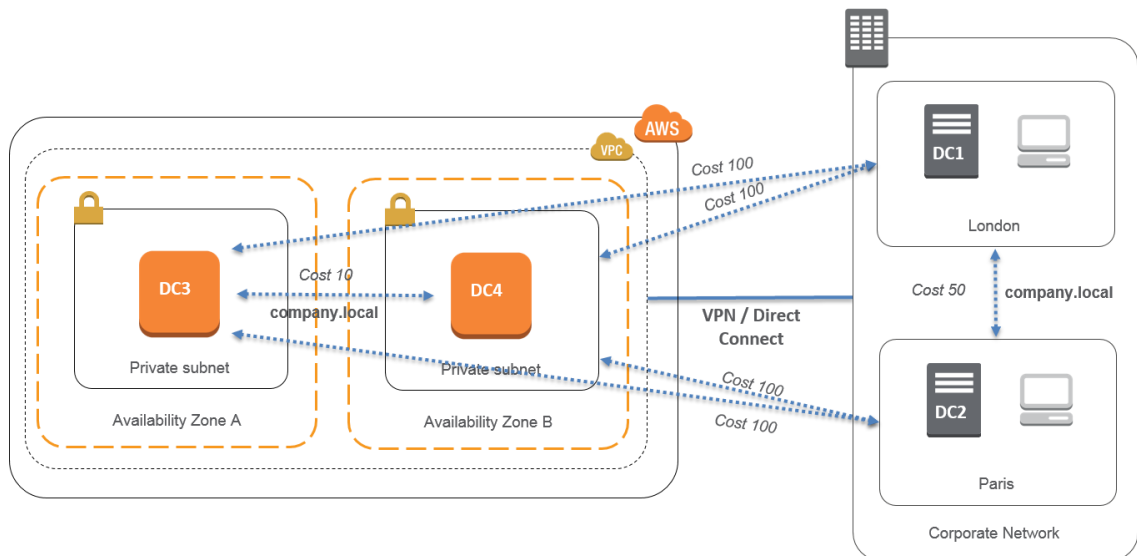 AWS
VPC
Cost 100
Cost 100
DC1
London
DC3
Cost 10
company.local
DC4
Private subnet
Private subnet
Availability Zone A
Availability Zone B
VPN / Direct
Connect
Cost 50
company.local
Cost 100
Cost 100
DC2
Paris
Corporate Network